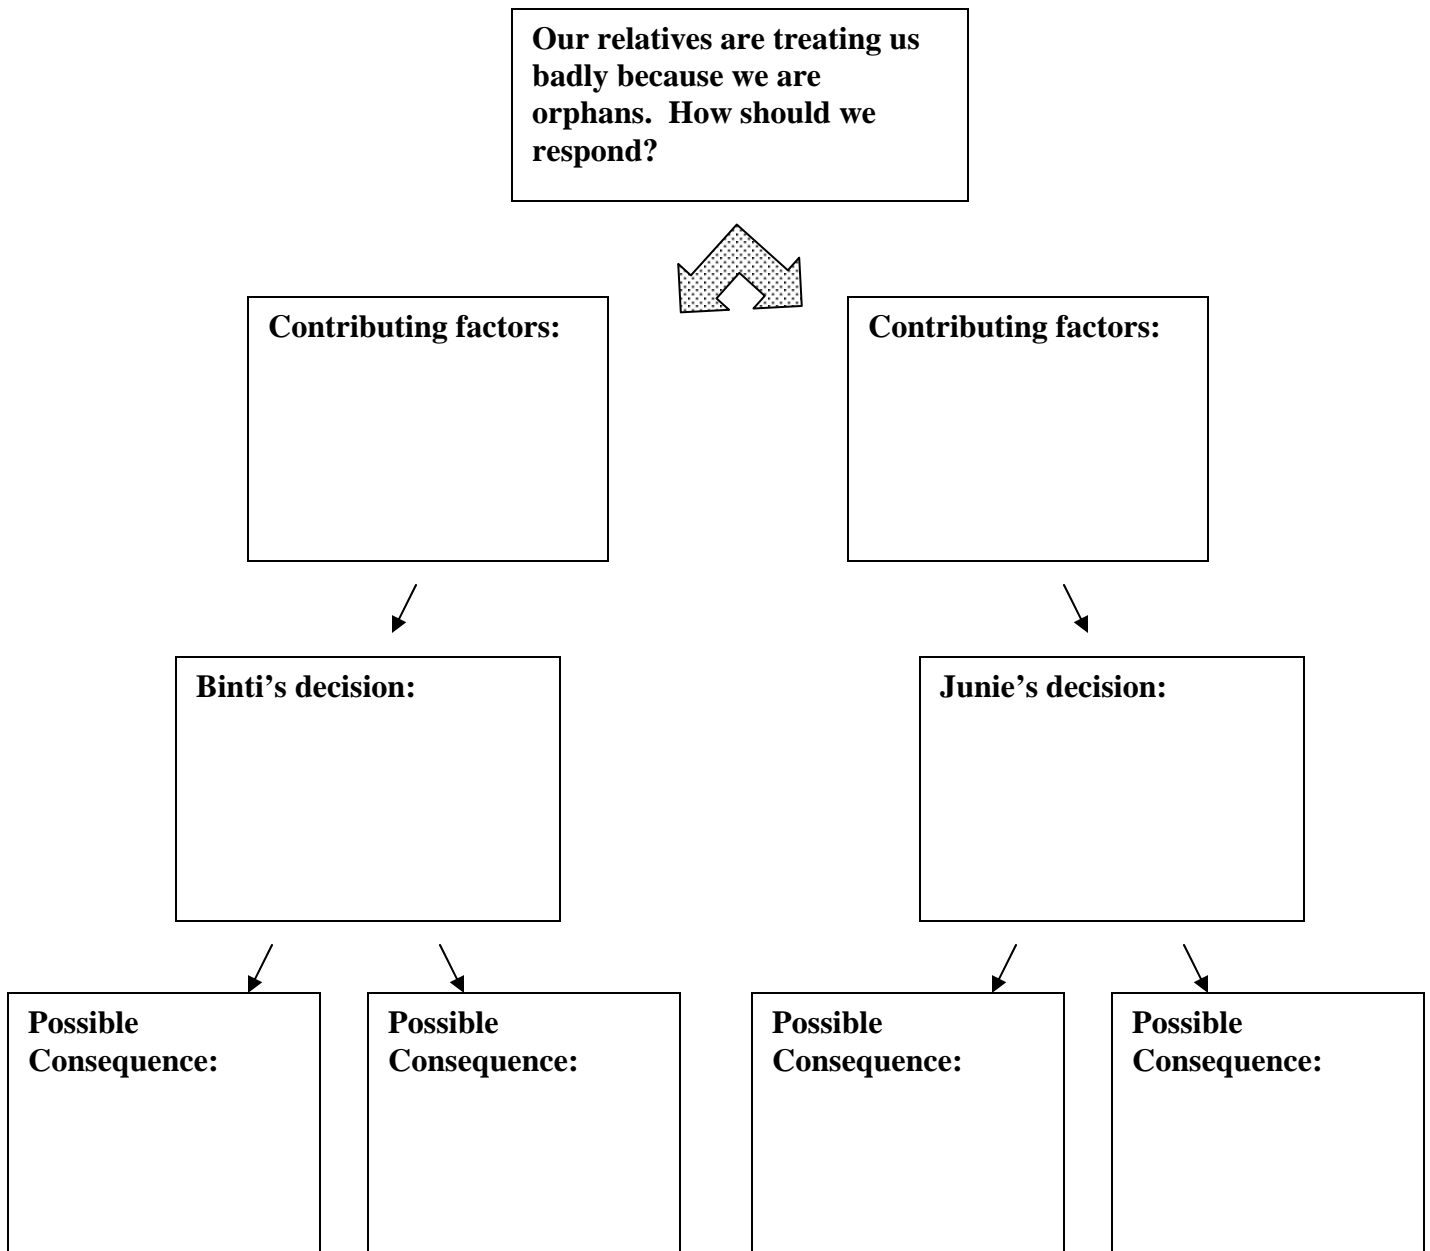 Our relatives are treating us
badly because we are
orphans.  How should we
respond?
Contributing factors:
Contributing factors:
Binti’s decision:
Junie’s decision:
Possible
Consequence:
Possible
Consequence:
Possible
Consequence:
Possible
Consequence: